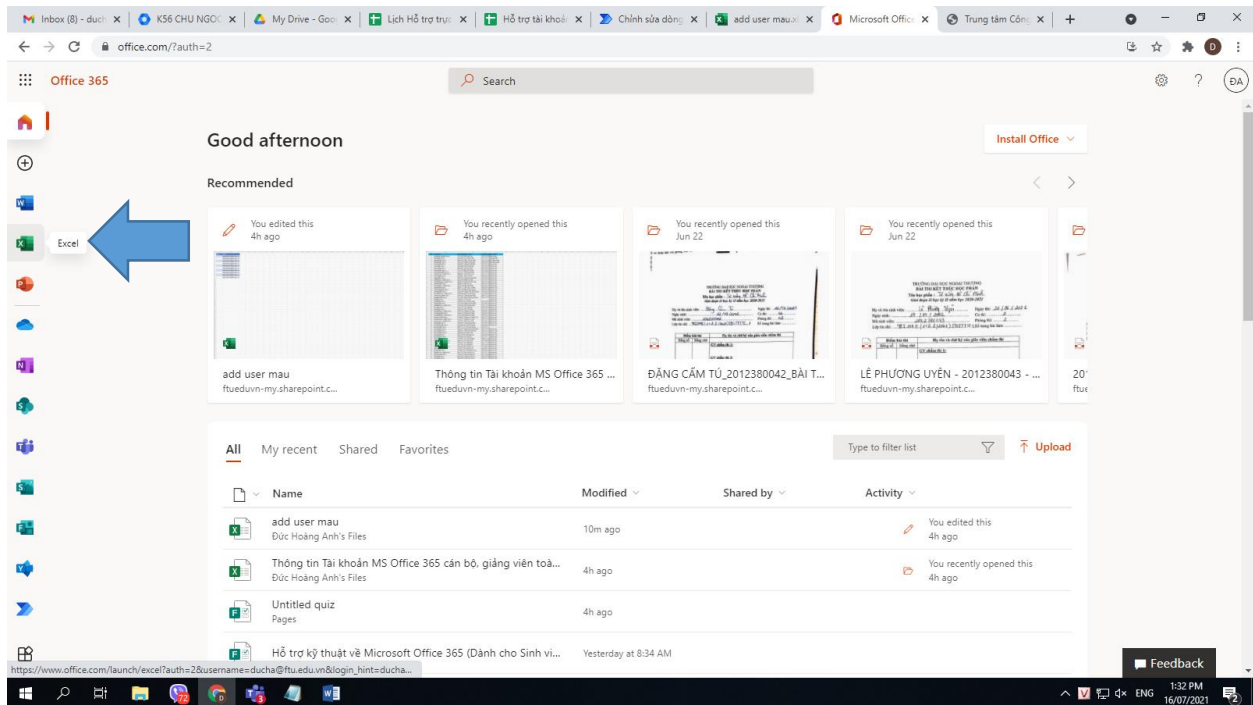 Inbox (8) - duch
K56 CHU NGOC
My Drive - Goo
Lịch Hỗ trợ trực
Hỗ trợ tài khoản
Chỉnh sửa dòng
add user mau.x
Microsoft Office
Trung tâm Công
office.com/?auth=2
D
Office 365
Search
?
ĐA
Good afternoon
Install Office
Recommended
Excel
You edited this
4h ago
add user mau
ftueduvn-my.sharepoint.c...
You recently opened this
4h ago
Thông tin Tài khoản MS Office 365 ...
ftueduvn-my.sharepoint.c...
You recently opened this
Jun 22
ĐẶNG CẨM TÚ_2012380042_BÀI T...
ftueduvn-my.sharepoint.c...
You recently opened this
Jun 22
LÊ PHƯƠNG UYÊN - 2012380043 - ...
ftueduvn-my.sharepoint.c...
20
ftue
All My recent Shared Favorites
Type to filter list
Upload
Name Modified Shared by Activity
add user mau
Đức Hoàng Anh's Files
10m ago
You edited this
4h ago
Thông tin Tài khoản MS Office 365 cán bộ, giảng viên toà...
Đức Hoàng Anh's Files
4h ago
You recently opened this
4h ago
Untitled quiz
Pages
4h ago
Hỗ trợ kỹ thuật về Microsoft Office 365 (Dành cho Sinh vi...
Yesterday at 8:34 AM
Feedback
https://www.office.com/launch/excel?auth=2&username=ducha@ftu.edu.vn&login_hint=ducha...
72
3
V
ENG
1:32 PM
16/07/2021
2